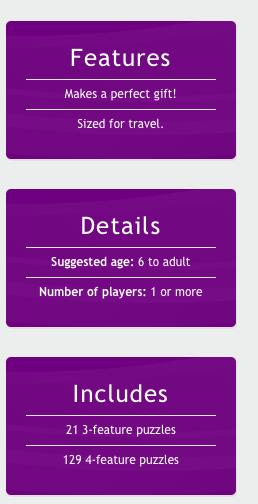 Features
Makes a perfect gift!
Sized for travel.
Details
Suggested age: 6 to adult
Number of players: 1 or more
Includes
21 3-feature puzzles
129 4-feature puzzles